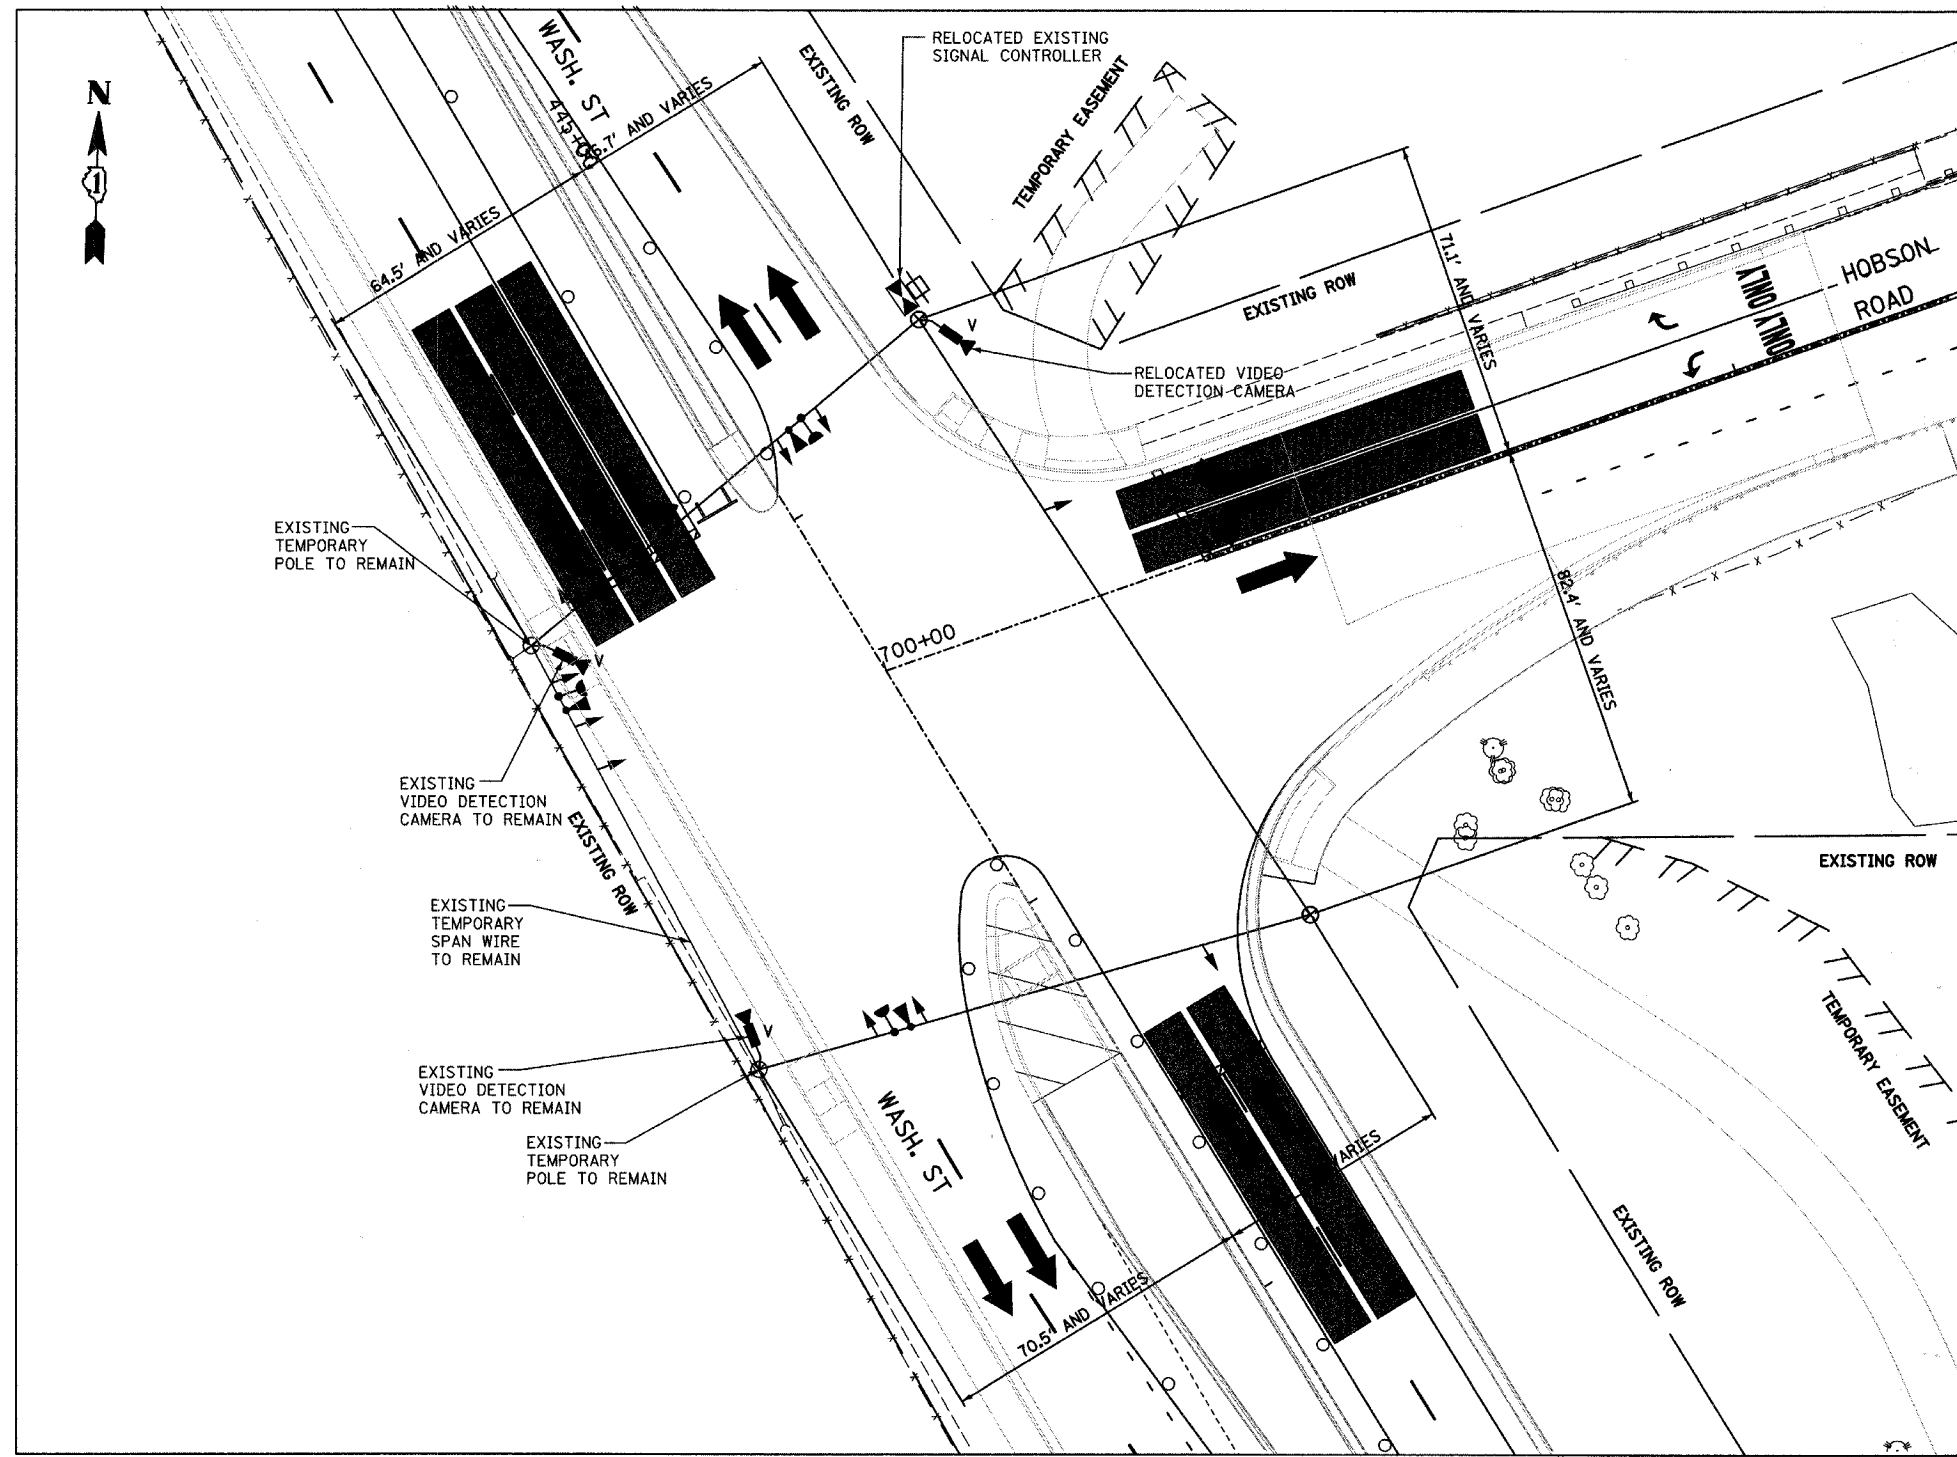 N
1
WASH. ST
445+00
6.7' AND VARIES
64.5' AND VARIES
EXISTING ROW
RELOCATED EXISTING
SIGNAL CONTROLLER
TEMPORARY EASEMENT
EXISTING ROW
71.1' AND VARIES
HOBSON
ROAD
ONLY
ONLY
V
RELOCATED VIDEO
DETECTION CAMERA
EXISTING
TEMPORARY
POLE TO REMAIN
700+00
82.4' AND VARIES
V
EXISTING
VIDEO DETECTION
CAMERA TO REMAIN
EXISTING ROW
EXISTING
TEMPORARY
SPAN WIRE
TO REMAIN
EXISTING ROW
TEMPORARY EASEMENT
V
EXISTING
VIDEO DETECTION
CAMERA TO REMAIN
EXISTING
TEMPORARY
POLE TO REMAIN
WASH. ST
VARIES
70.5' AND VARIES
EXISTING ROW